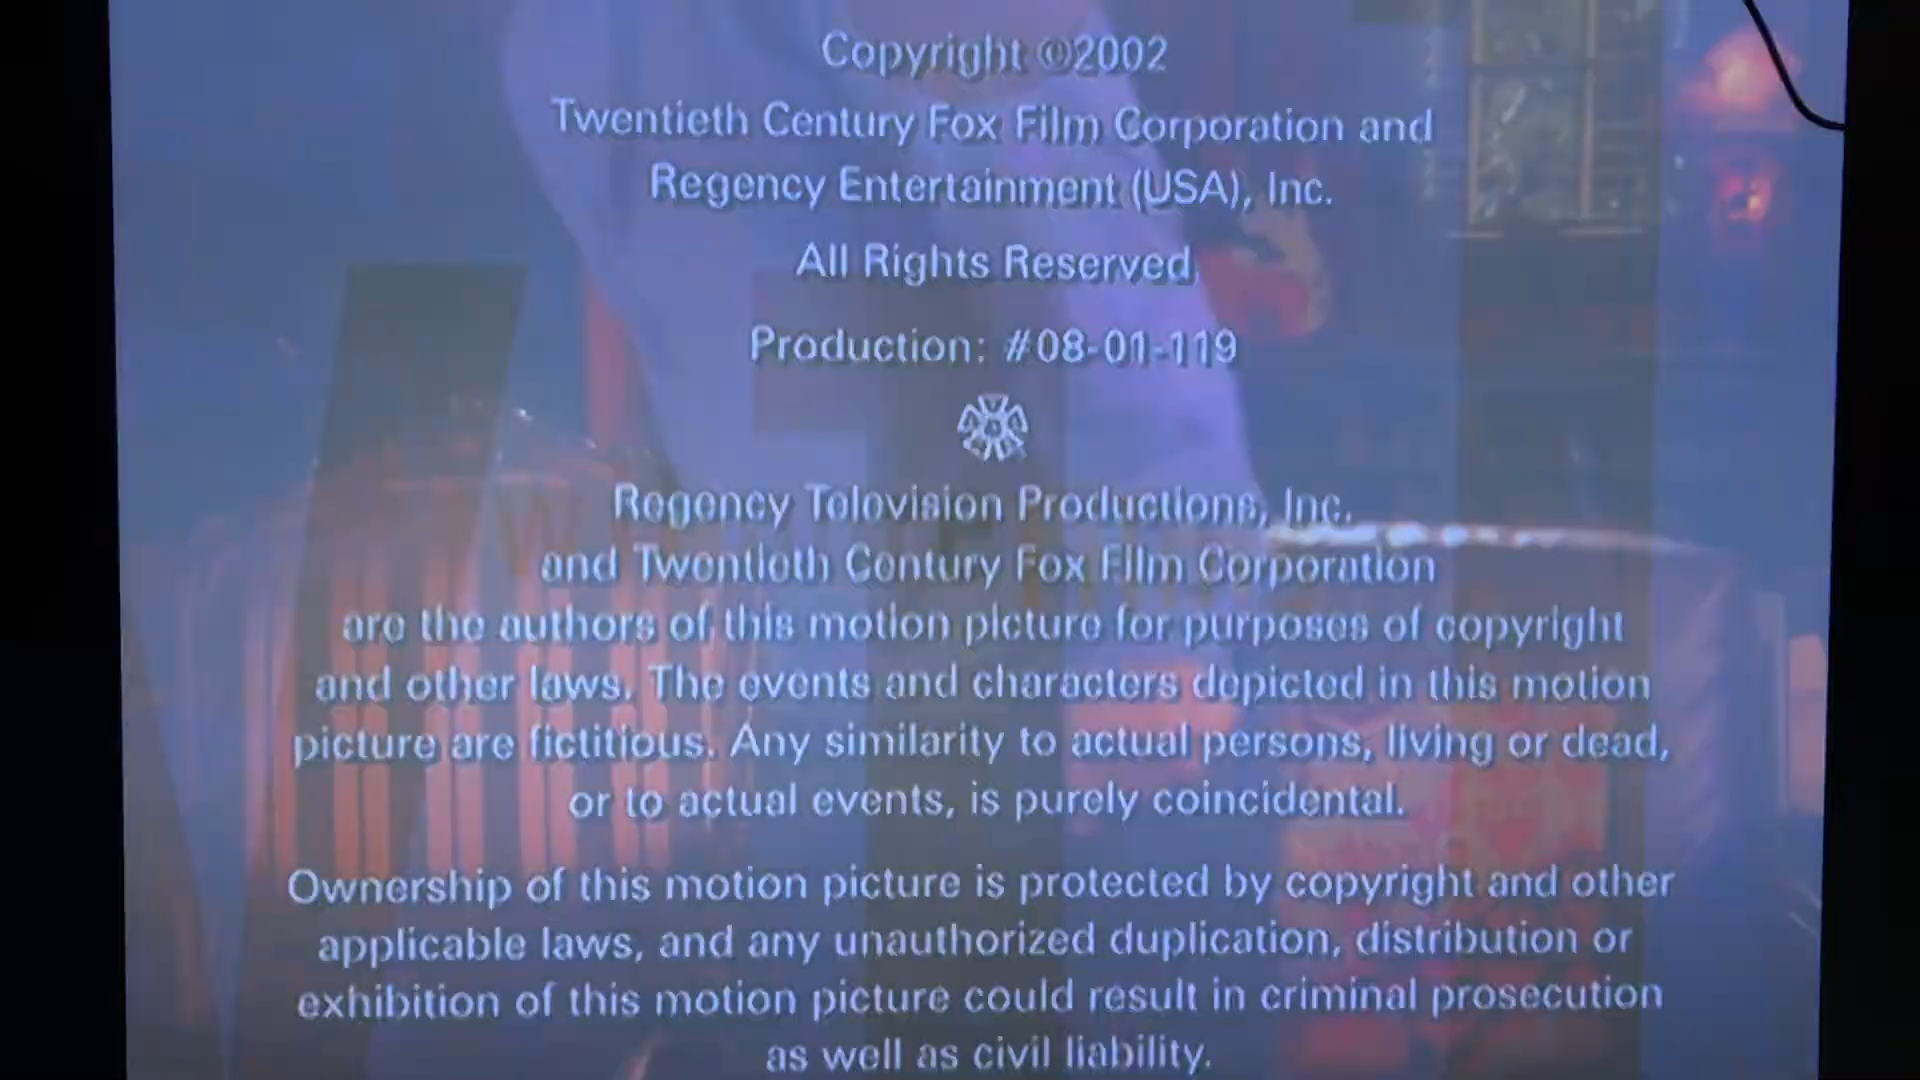 Copyright ©2002
Twentieth Century Fox Film Corporation and
Regency Entertainment (USA), Inc.
All Rights Reserved
Production: #08-01-119
Regency Television Productions, Inc.
and Twentieth Century Fox Film Corporation
are the authors of this motion picture for purposes of copyright
and other laws. The events and characters depicted in this motion
picture are fictitious. Any similarity to actual persons, living or dead,
or to actual events, is purely coincidental.
Ownership of this motion picture is protected by copyright and other
applicable laws, and any unauthorized duplication, distribution or
exhibition of this motion picture could result in criminal prosecution
as well as civil liability.